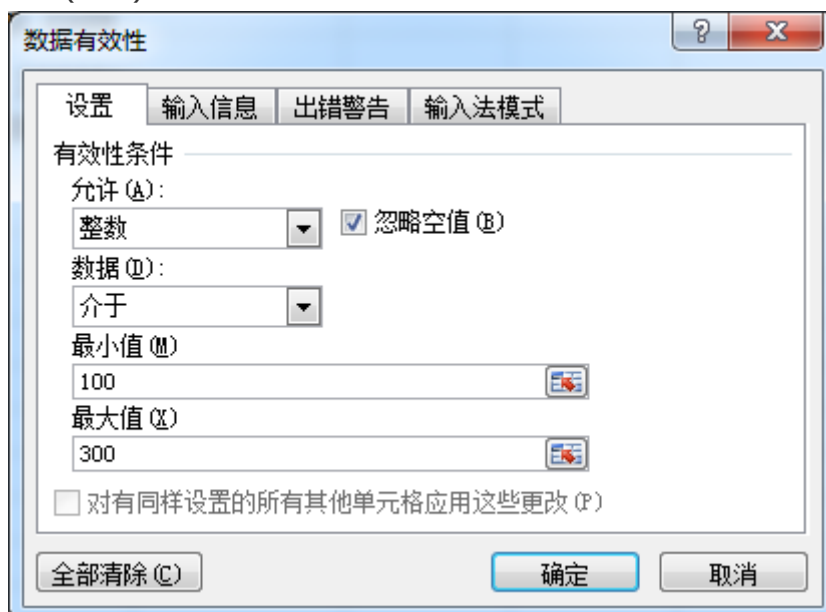 数据有效性
设置 输入信息 出错警告 输入法模式
有效性条件
允许(A):
整数 忽略空值(B)
数据(D):
介于
最小值(M)
100
最大值(X)
300
对有同样设置的所有其他单元格应用这些更改(P)
全部清除(C) 确定 取消